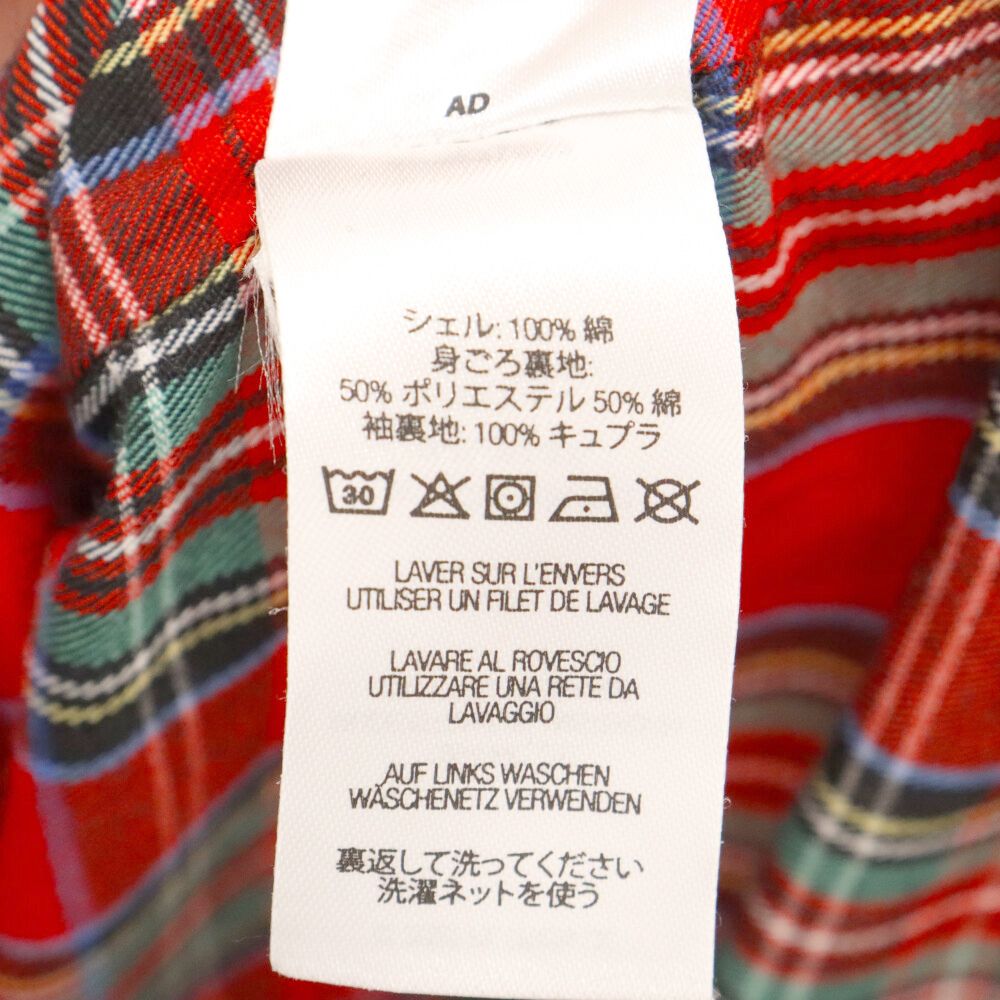 AD
シェル: 100% 綿
身ごろ裏地:
50% ポリエステル 50% 綿
袖裏地: 100% キュプラ
30
LAVER SUR L'ENVERS
UTILISER UN FILET DE LAVAGE
LAVARE AL ROVESCIO
UTILIZZARE UNA RETE DA
LAVAGGIO
AUF LINKS WASCHEN
WÄSCHENETZ VERWENDEN
裏返して洗ってください
洗濯ネットを使う